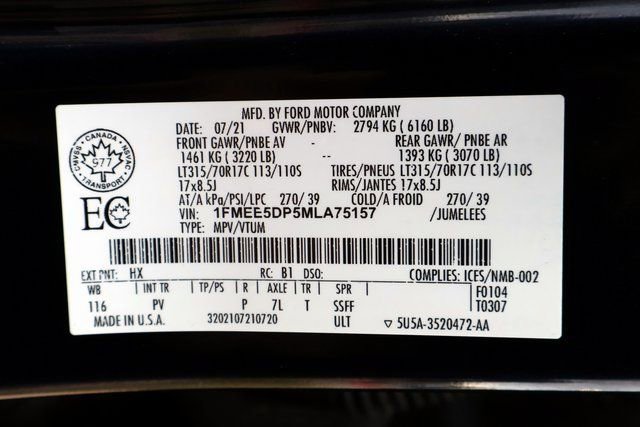 MFD. BY FORD MOTOR COMPANY
DATE: 07/21 GVWR/PNBV: 2794 KG ( 6160 LB)
FRONT GAWR/PNBE AV - REAR GAWR/ PNBE AR
1461 KG ( 3220 LB) -- 1393 KG ( 3070 LB)
LT315/70R17C 113/110S TIRES/PNEUS LT315/70R17C 113/110S
17x8.5J RIMS/JANTES 17x8.5J
AT/A kPa/PSI/LPC 270/ 39 COLD/A FROID 270/ 39
VIN: 1FMEE5DP5MLA75157 /JUMELEES
TYPE: MPV/VTUM
CANADA
CMVSS NSVAC
977
TRANSPORT
EC
EXT PNT: HX RC: B1 DSO: COMPLIES: ICES/NMB-002
WB INT TR TP/PS R AXLE TR SPR F0104
116 PV P 7L T SSFF T0307
MADE IN U.S.A. 3202107210720 ULT ▽ 5U5A-3520472-AA